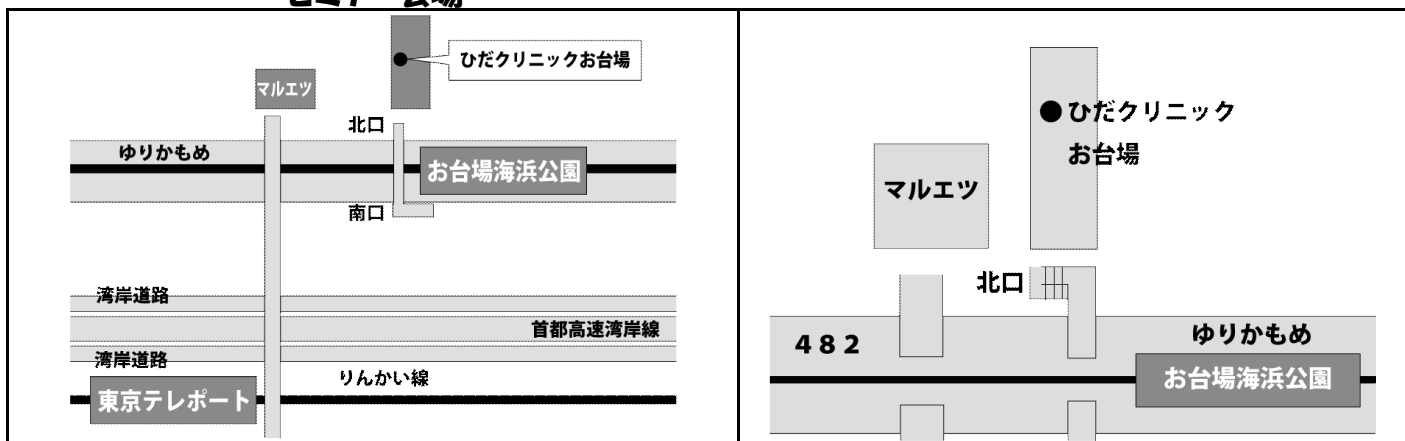 ひだクリニックお台場
マルエツ
北口
ゆりかもめ
お台場海浜公園
南口
湾岸道路
首都高速湾岸線
湾岸道路
りんかい線
東京テレポート
ひだクリニック
お台場
マルエツ
北口
４８２
ゆりかもめ
お台場海浜公園